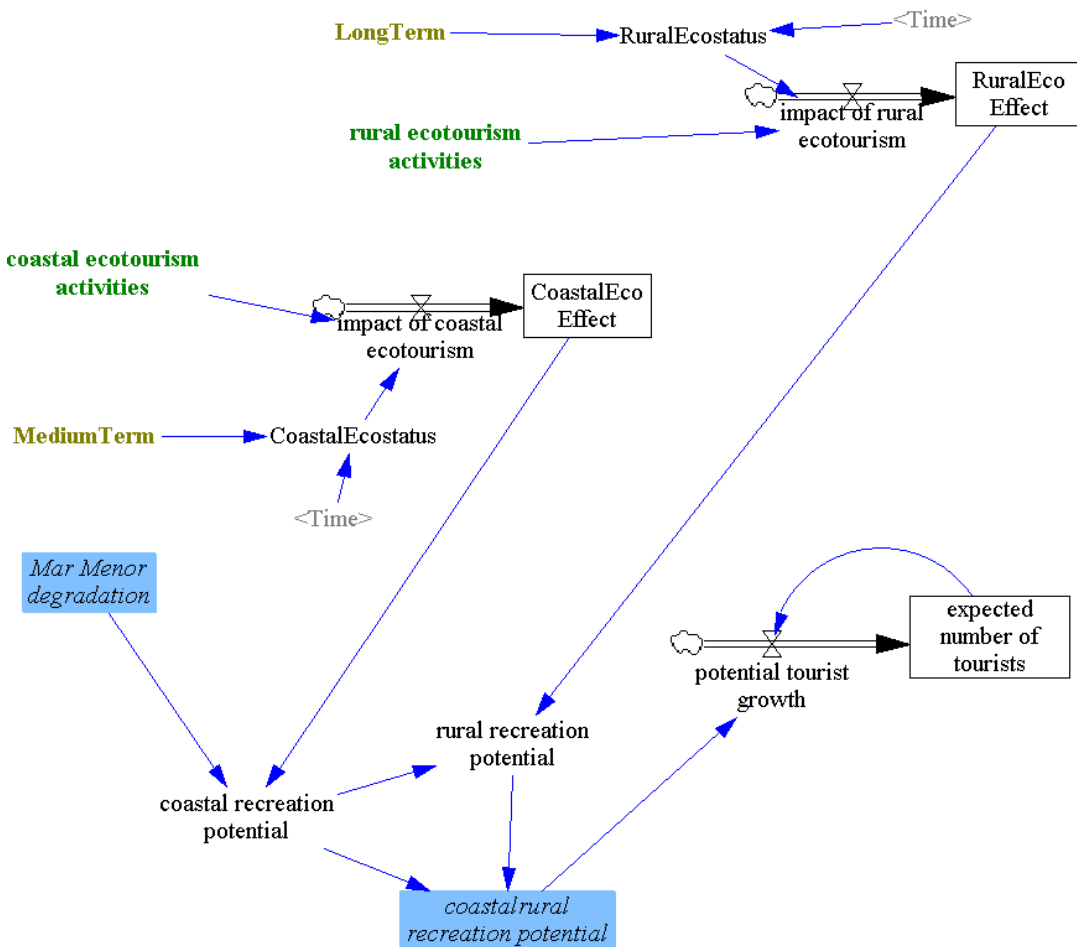 LongTerm
RuralEcostatus
<Time>
RuralEco
Effect
impact of rural
ecotourism
rural ecotourism
activities
coastal ecotourism
activities
CoastalEco
Effect
impact of coastal
ecotourism
MediumTerm
CoastalEcostatus
<Time>
Mar Menor
degradation
expected
number of
tourists
potential tourist
growth
rural recreation
potential
coastal recreation
potential
coastalrural
recreation potential